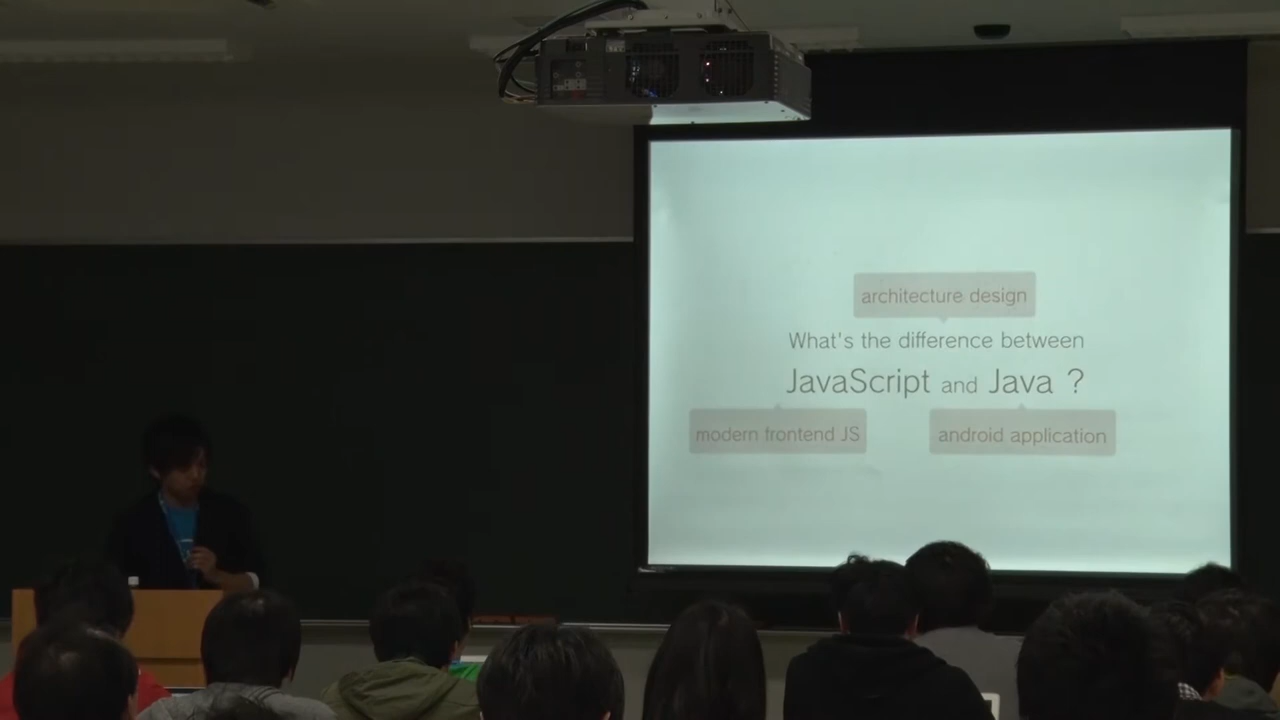 architecture design
What's the difference between
JavaScript and Java ?
modern frontend JS
android application